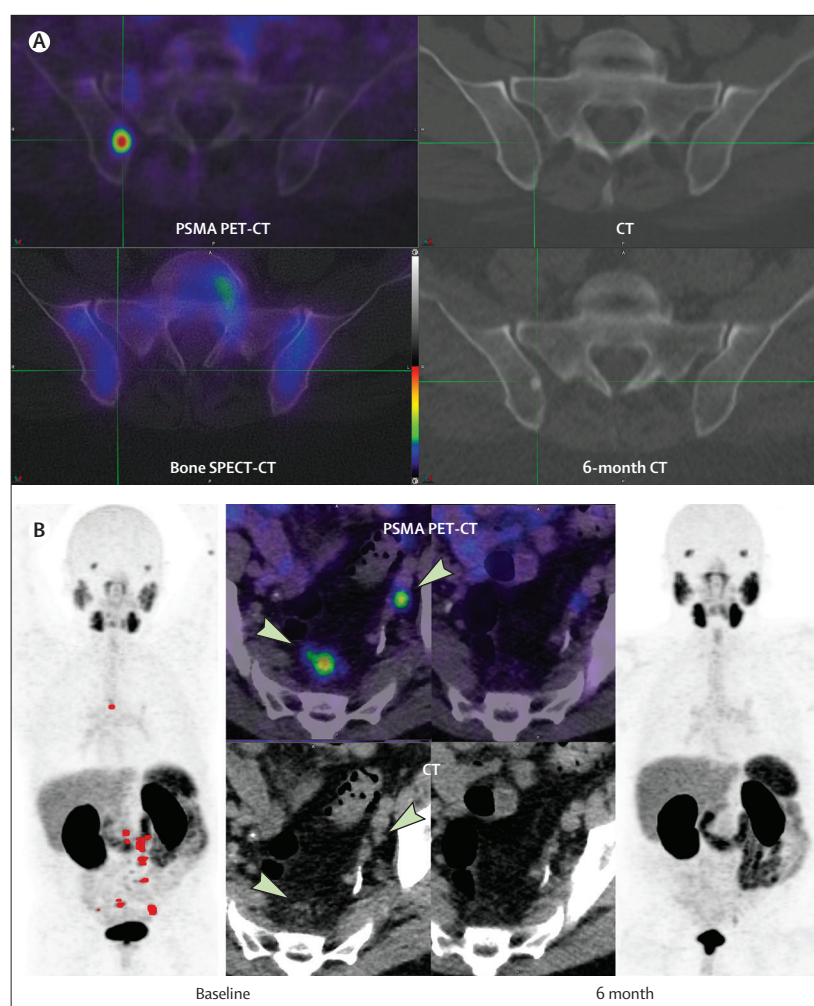 A
PSMA PET-CT
CT
Bone SPECT-CT
6-month CT
B
PSMA PET-CT
CT
Baseline
6 month